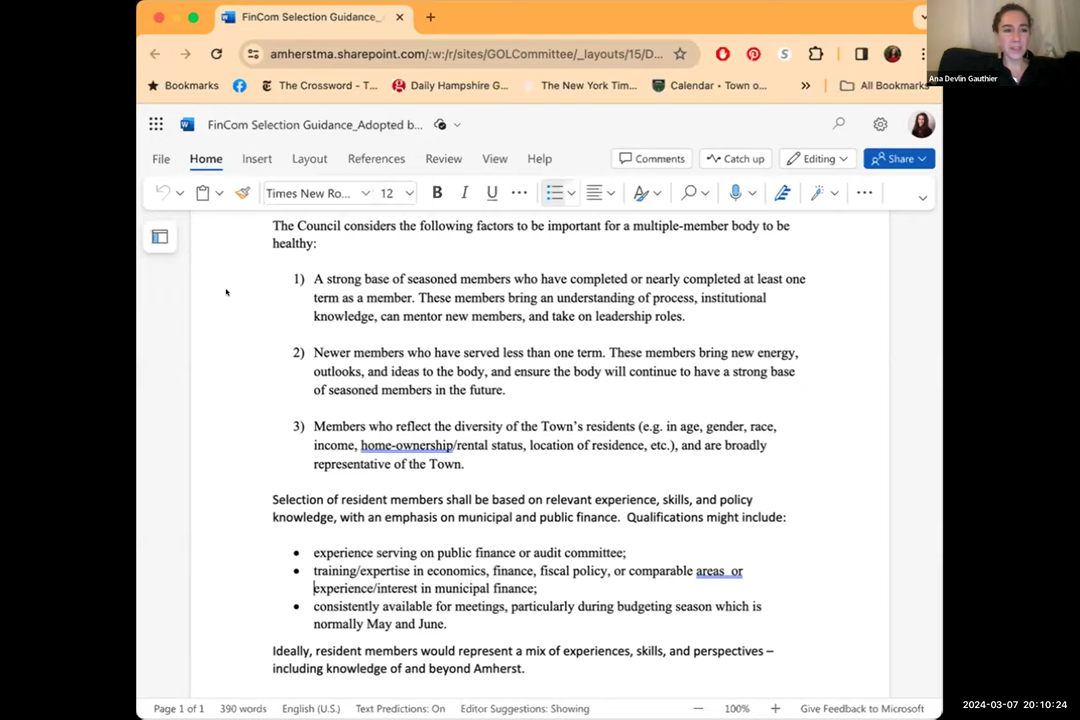 FinCom Selection Guidance_
amherstma.sharepoint.com/:w:/r/sites/GOLCommittee/_layouts/15/D...
Ana Devlin Gauthier
Bookmarks
The Crossword - T...
Daily Hampshire G...
The New York Tim...
Calendar • Town o...
»
All Bookmarks
FinCom Selection Guidance_Adopted b...
File Home Insert Layout References Review View Help Comments Catch up Editing Share
Times New Ro... 12 B I U ...
The Council considers the following factors to be important for a multiple-member body to be
healthy:
1) A strong base of seasoned members who have completed or nearly completed at least one
term as a member. These members bring an understanding of process, institutional
knowledge, can mentor new members, and take on leadership roles.
2) Newer members who have served less than one term. These members bring new energy,
outlooks, and ideas to the body, and ensure the body will continue to have a strong base
of seasoned members in the future.
3) Members who reflect the diversity of the Town's residents (e.g. in age, gender, race,
income, home-ownership/rental status, location of residence, etc.), and are broadly
representative of the Town.
Selection of resident members shall be based on relevant experience, skills, and policy
knowledge, with an emphasis on municipal and public finance. Qualifications might include:
• experience serving on public finance or audit committee;
• training/expertise in economics, finance, fiscal policy, or comparable areas or
experience/interest in municipal finance;
• consistently available for meetings, particularly during budgeting season which is
normally May and June.
Ideally, resident members would represent a mix of experiences, skills, and perspectives –
including knowledge of and beyond Amherst.
Page 1 of 1 390 words English (U.S.) Text Predictions: On Editor Suggestions: Showing 100% Give Feedback to Microsoft
2024-03-07 20:10:24